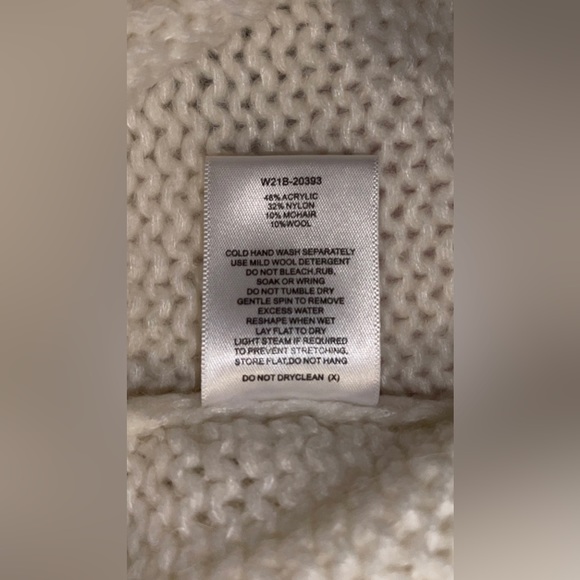 W21B-20393
48% ACRYLIC
32% NYLON
10% MOHAIR
10%WOOL
COLD HAND WASH SEPARATELY
USE MILD WOOL DETERGENT
DO NOT BLEACH,RUB,
SOAK OR WRING
DO NOT TUMBLE DRY
GENTLE SPIN TO REMOVE
EXCESS WATER
RESHAPE WHEN WET
LAY FLAT TO DRY
LIGHT STEAM IF REQUIRED
TO PREVENT STRETCHING,
STORE FLAT,DO NOT HANG
DO NOT DRYCLEAN (X)